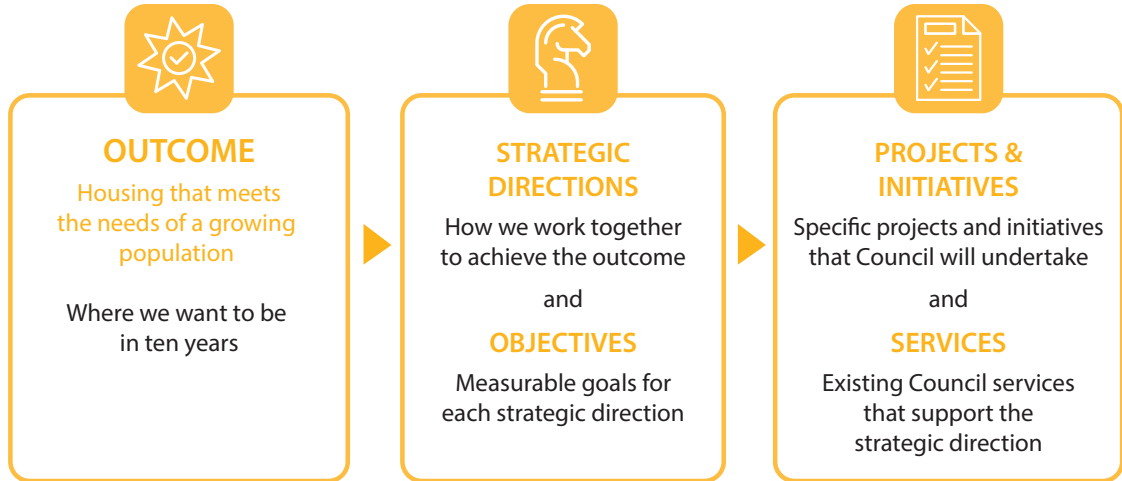 OUTCOME
Housing that meets
the needs of a growing
population
Where we want to be
in ten years
STRATEGIC
DIRECTIONS
How we work together
to achieve the outcome
and
OBJECTIVES
Measurable goals for
each strategic direction
PROJECTS &
INITIATIVES
Specific projects and initiatives
that Council will undertake
and
SERVICES
Existing Council services
that support the
strategic direction